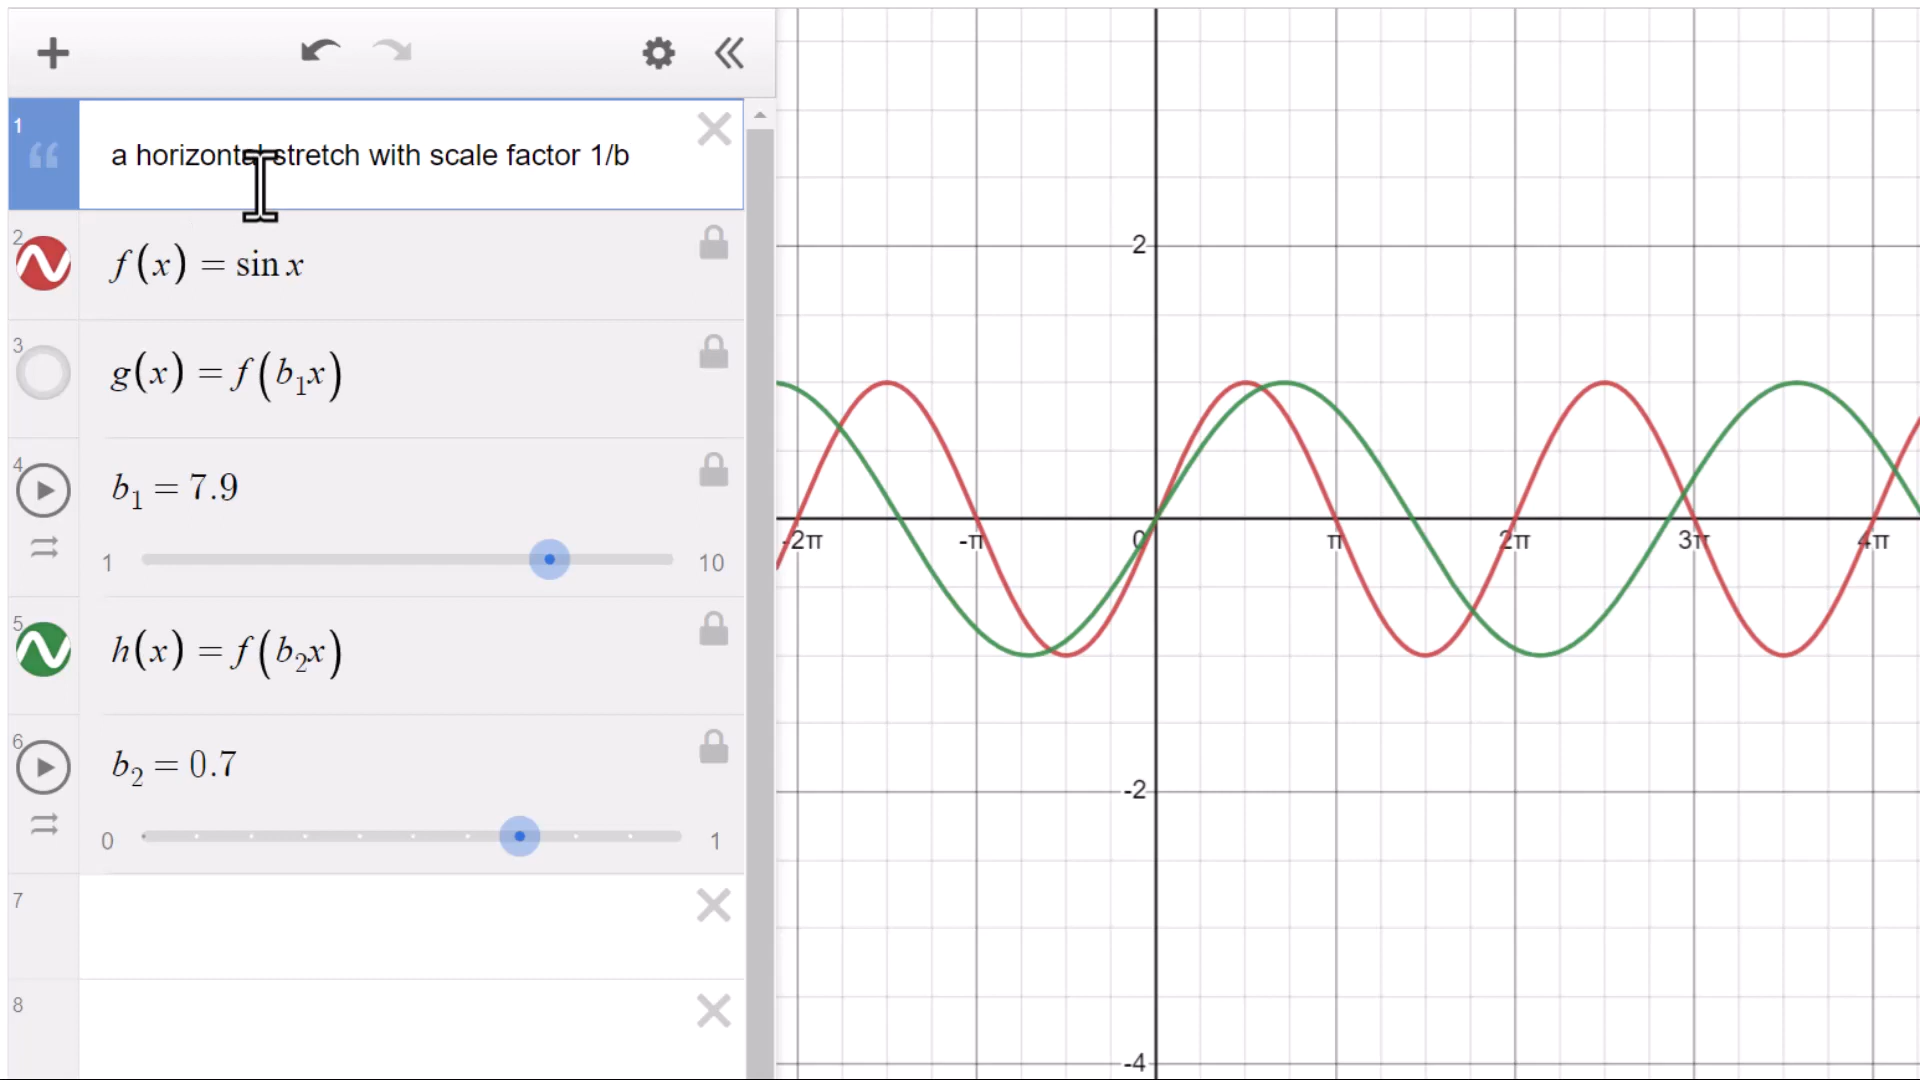 1
a horizontal stretch with scale factor 1/b
2
f(x) = sin x
3
g(x) = f(b₁x)
4
b₁ = 7.9
1 10
5
h(x) = f(b₂x)
6
b₂ = 0.7
0 1
7
8
2
-2π -π 0 π 2π 3π 4π
-2
-4